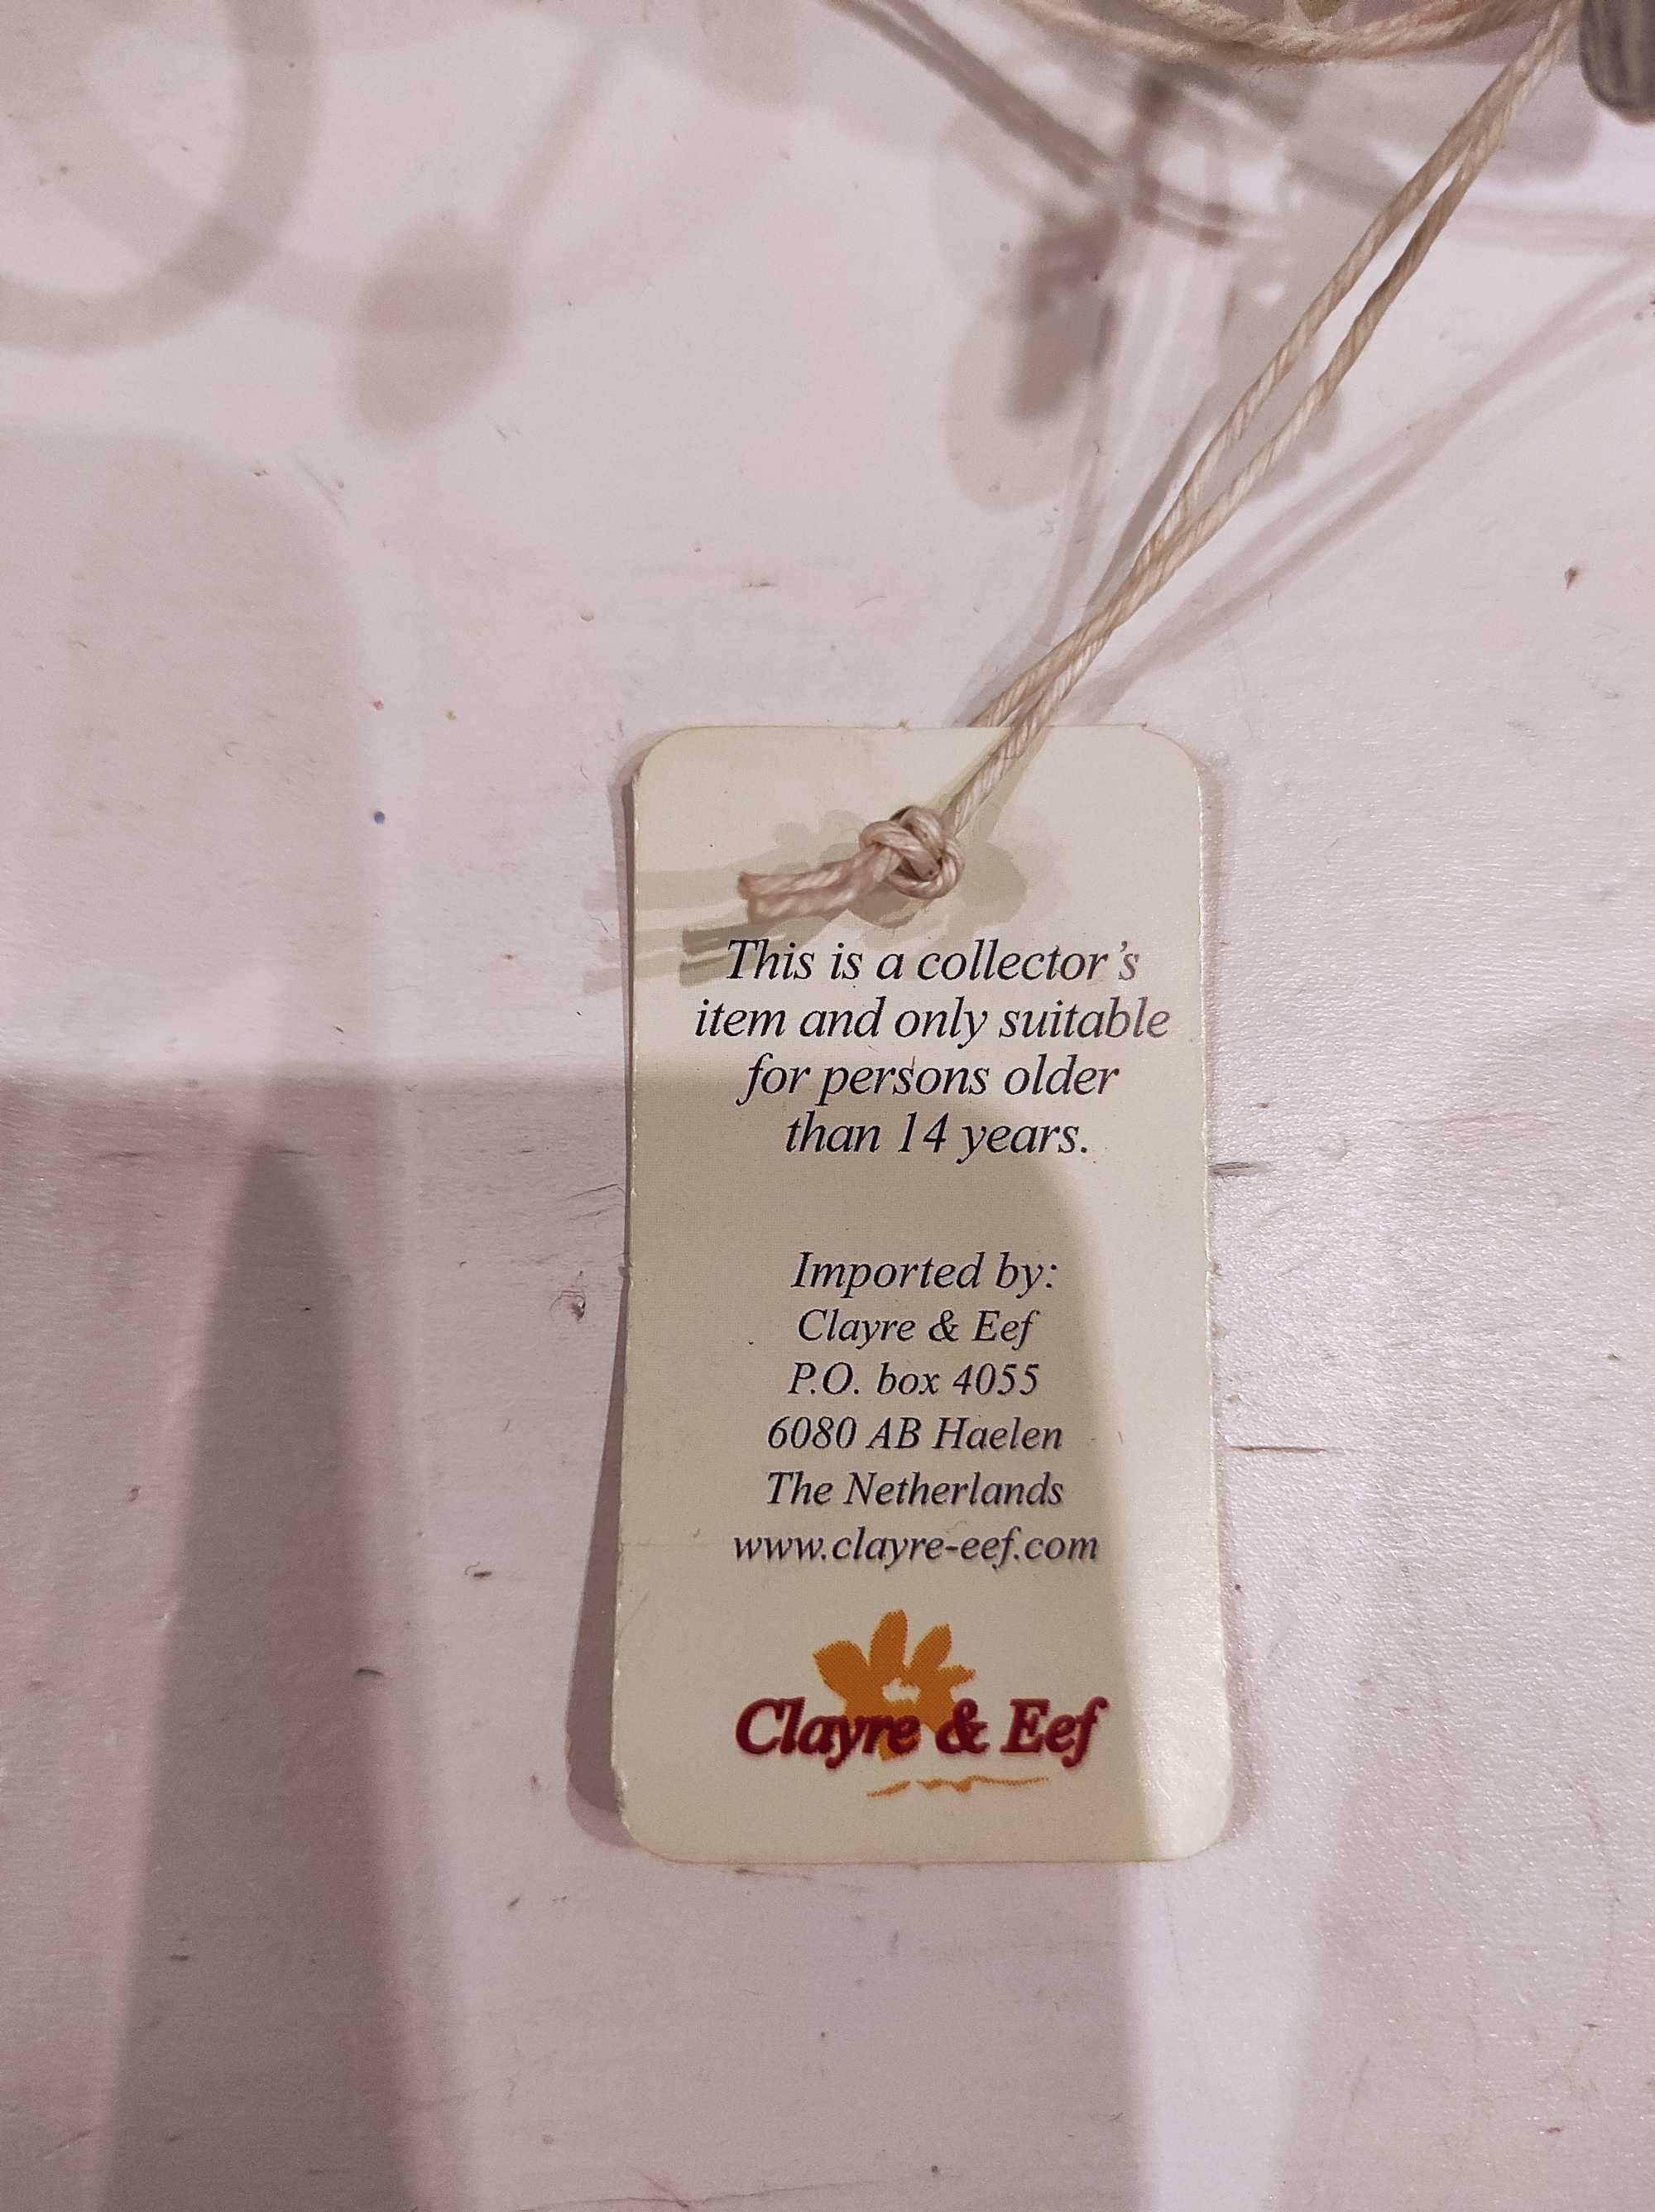 This is a collector's
item and only suitable
for persons older
than 14 years.
Imported by:
Clayre & Eef
P.O. box 4055
6080 AB Haelen
The Netherlands
www.clayre-eef.com
Clayre & Eef